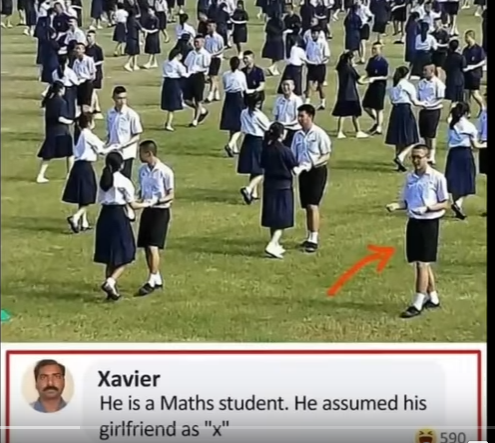 Xavier
He is a Maths student. He assumed his
girlfriend as "x"
590